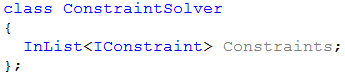 class ConstraintSolver
{
  InList<IConstraint> Constraints;
};